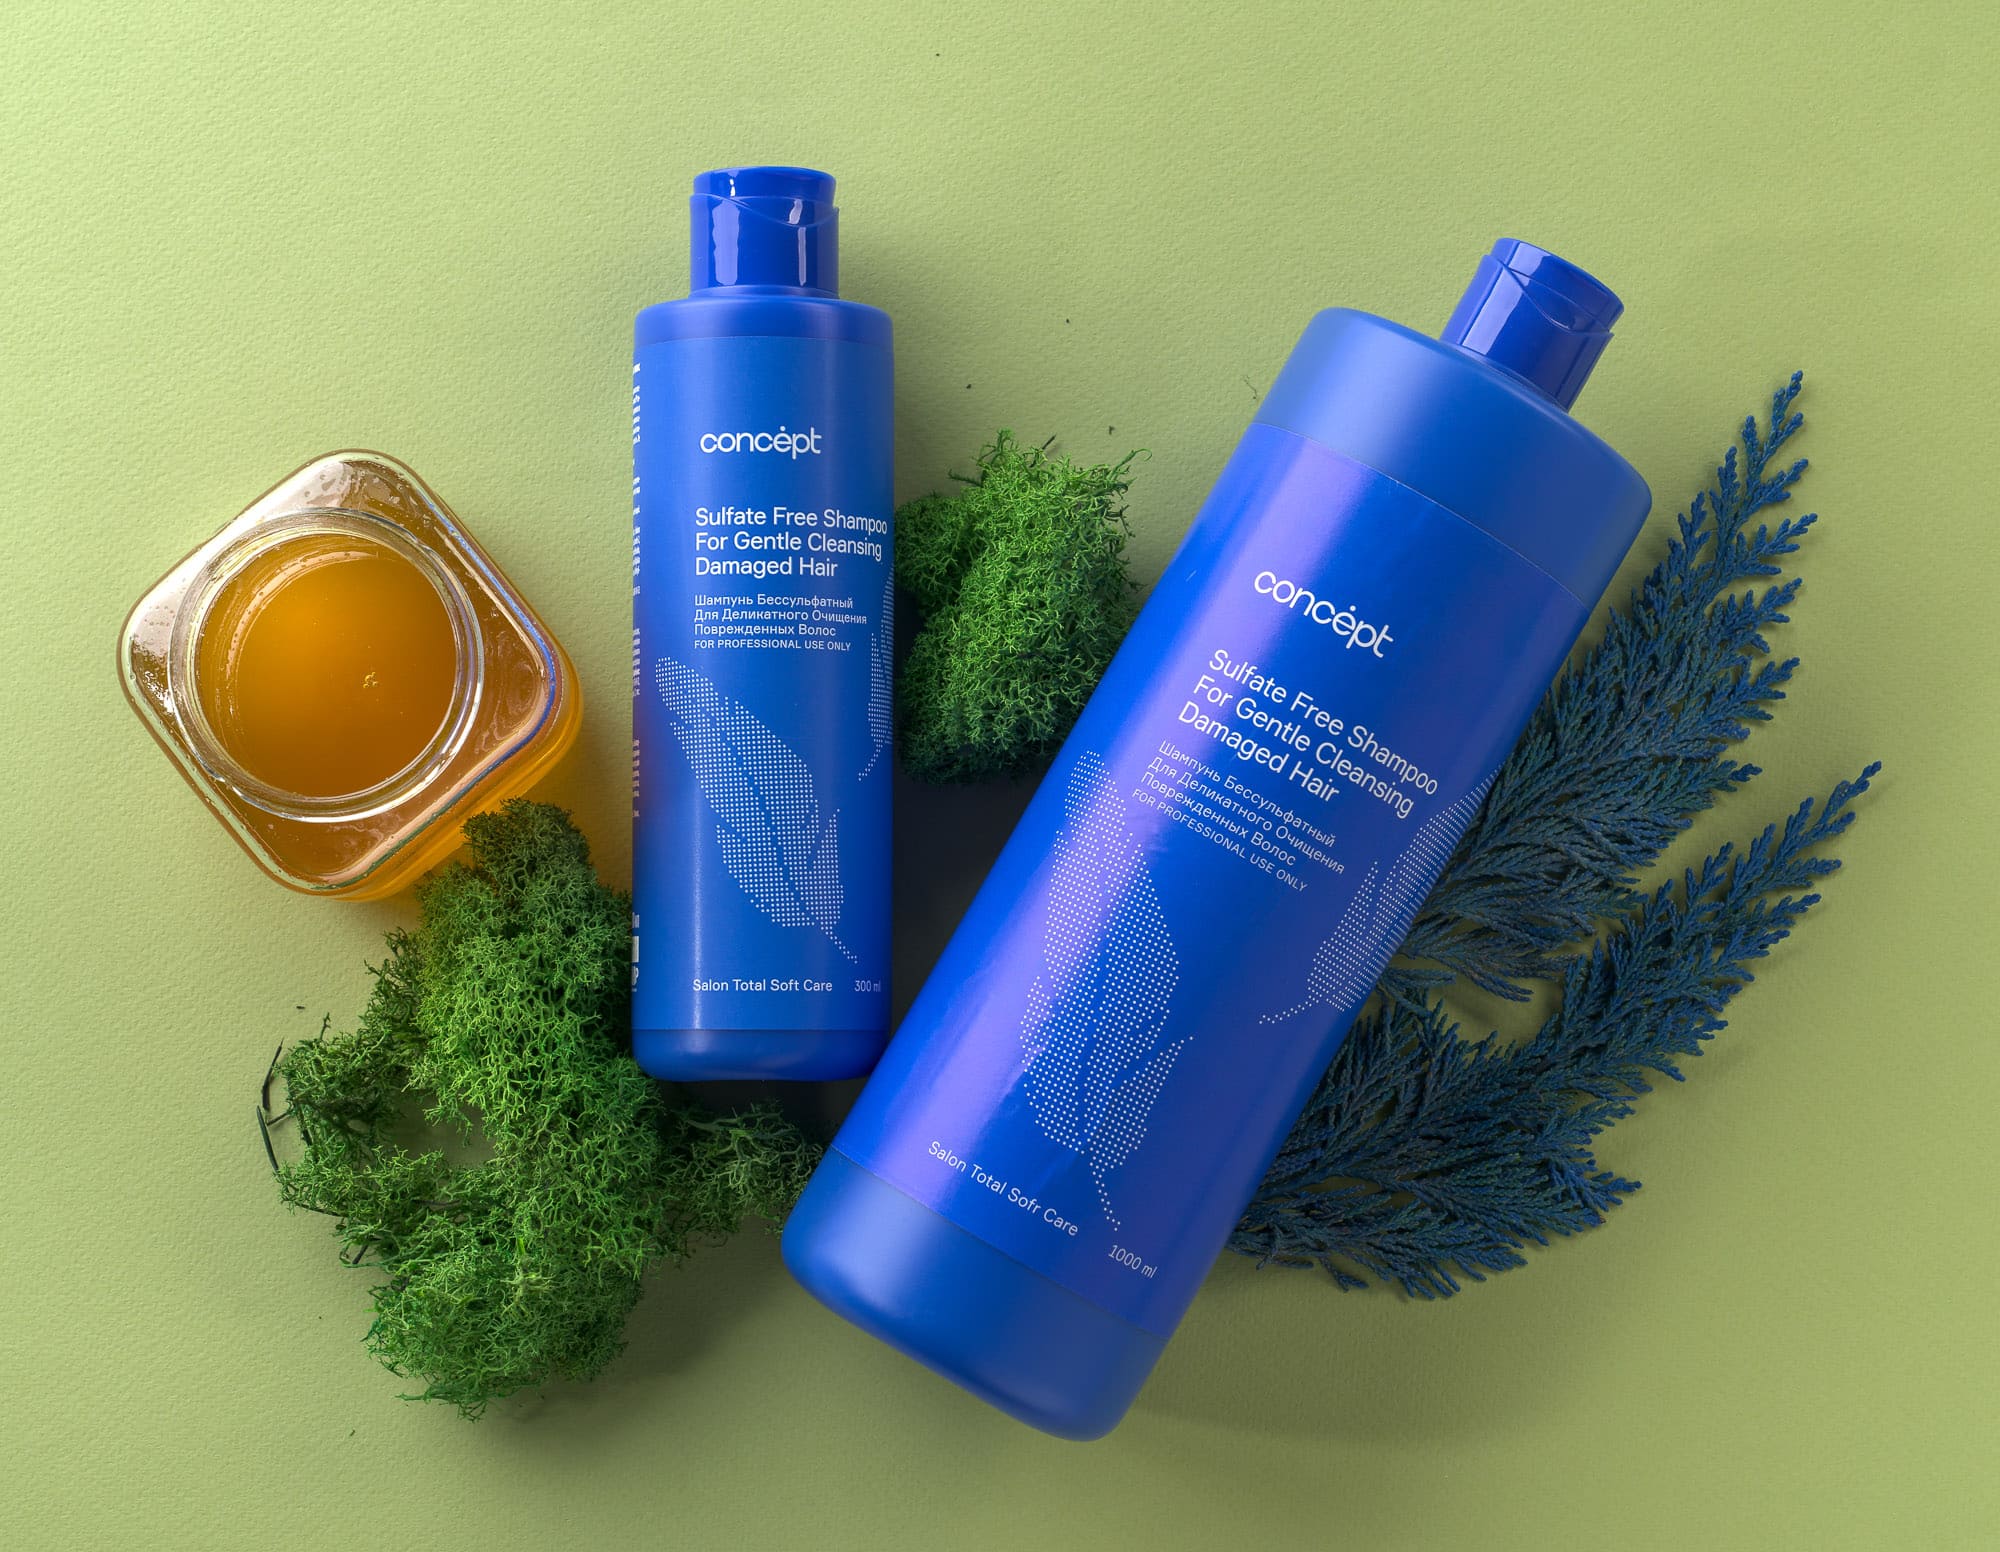 concėpt
Sulfate Free Shampoo
For Gentle Cleansing
Damaged Hair
Шампунь Бессульфатный
Для Деликатного Очищения
Поврежденных Волос
FOR PROFESSIONAL USE ONLY
Salon Total Soft Care 300 ml
concėpt
Sulfate Free Shampoo
For Gentle Cleansing
Damaged Hair
Шампунь Бессульфатный
Для Деликатного Очищения
Поврежденных Волос
FOR PROFESSIONAL USE ONLY
Salon Total Sofr Care 1000 ml